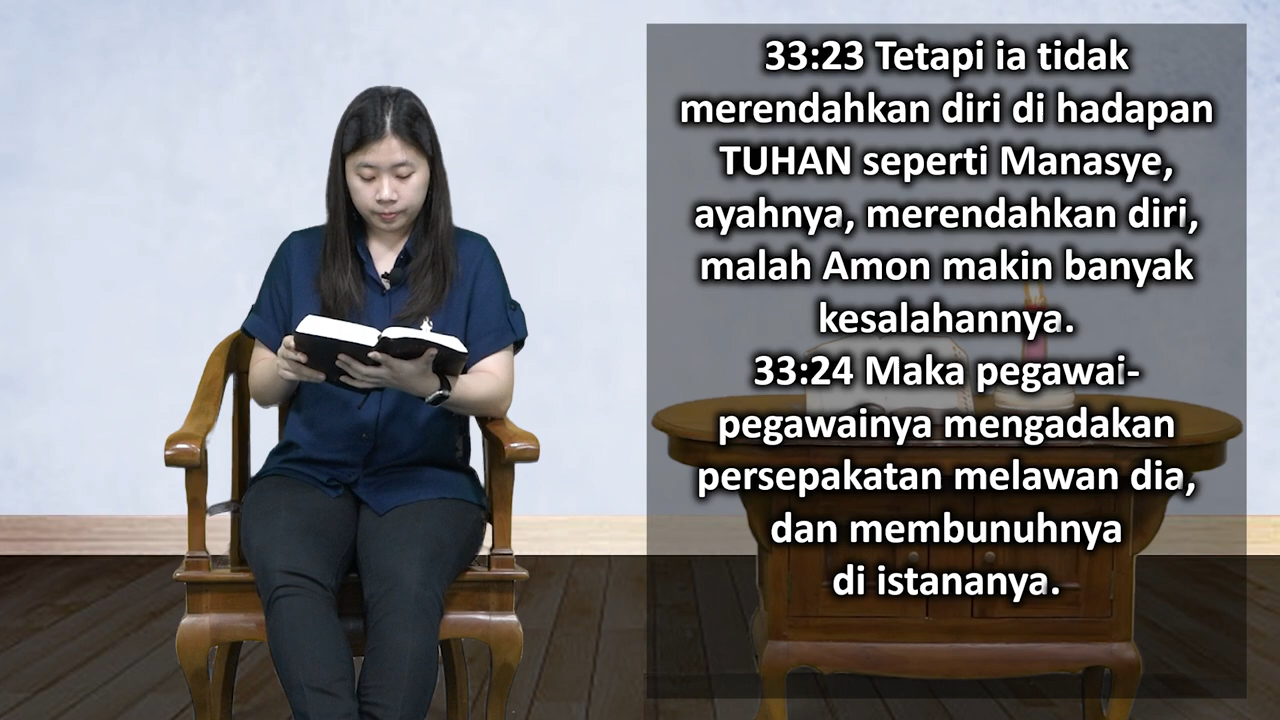 33:23 Tetapi ia tidak
merendahkan diri di hadapan
TUHAN seperti Manasye,
ayahnya, merendahkan diri,
malah Amon makin banyak
kesalahannya.
33:24 Maka pegawai-
pegawainya mengadakan
persepakatan melawan dia,
dan membunuhnya
di istananya.